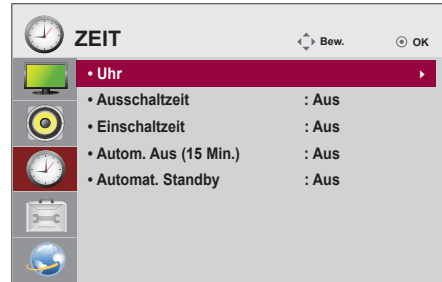 ZEIT Bew. OK
• Uhr
• Ausschaltzeit : Aus
• Einschaltzeit : Aus
• Autom. Aus (15 Min.) : Aus
• Automat. Standby : Aus